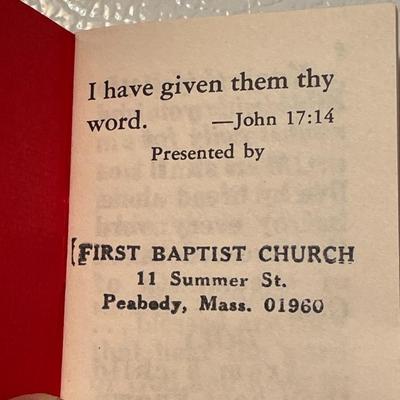 I have given them thy
word. —John 17:14
Presented by
FIRST BAPTIST CHURCH
11 Summer St.
Peabody, Mass. 01960